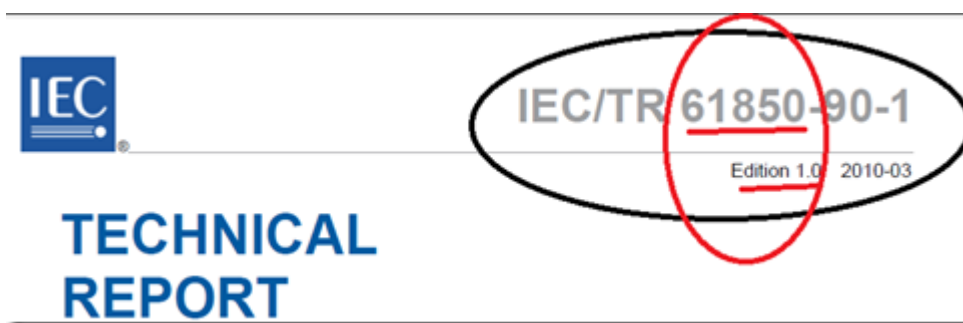 IEC
®
IEC/TR 61850-90-1
Edition 1.0 2010-03
TECHNICAL
REPORT